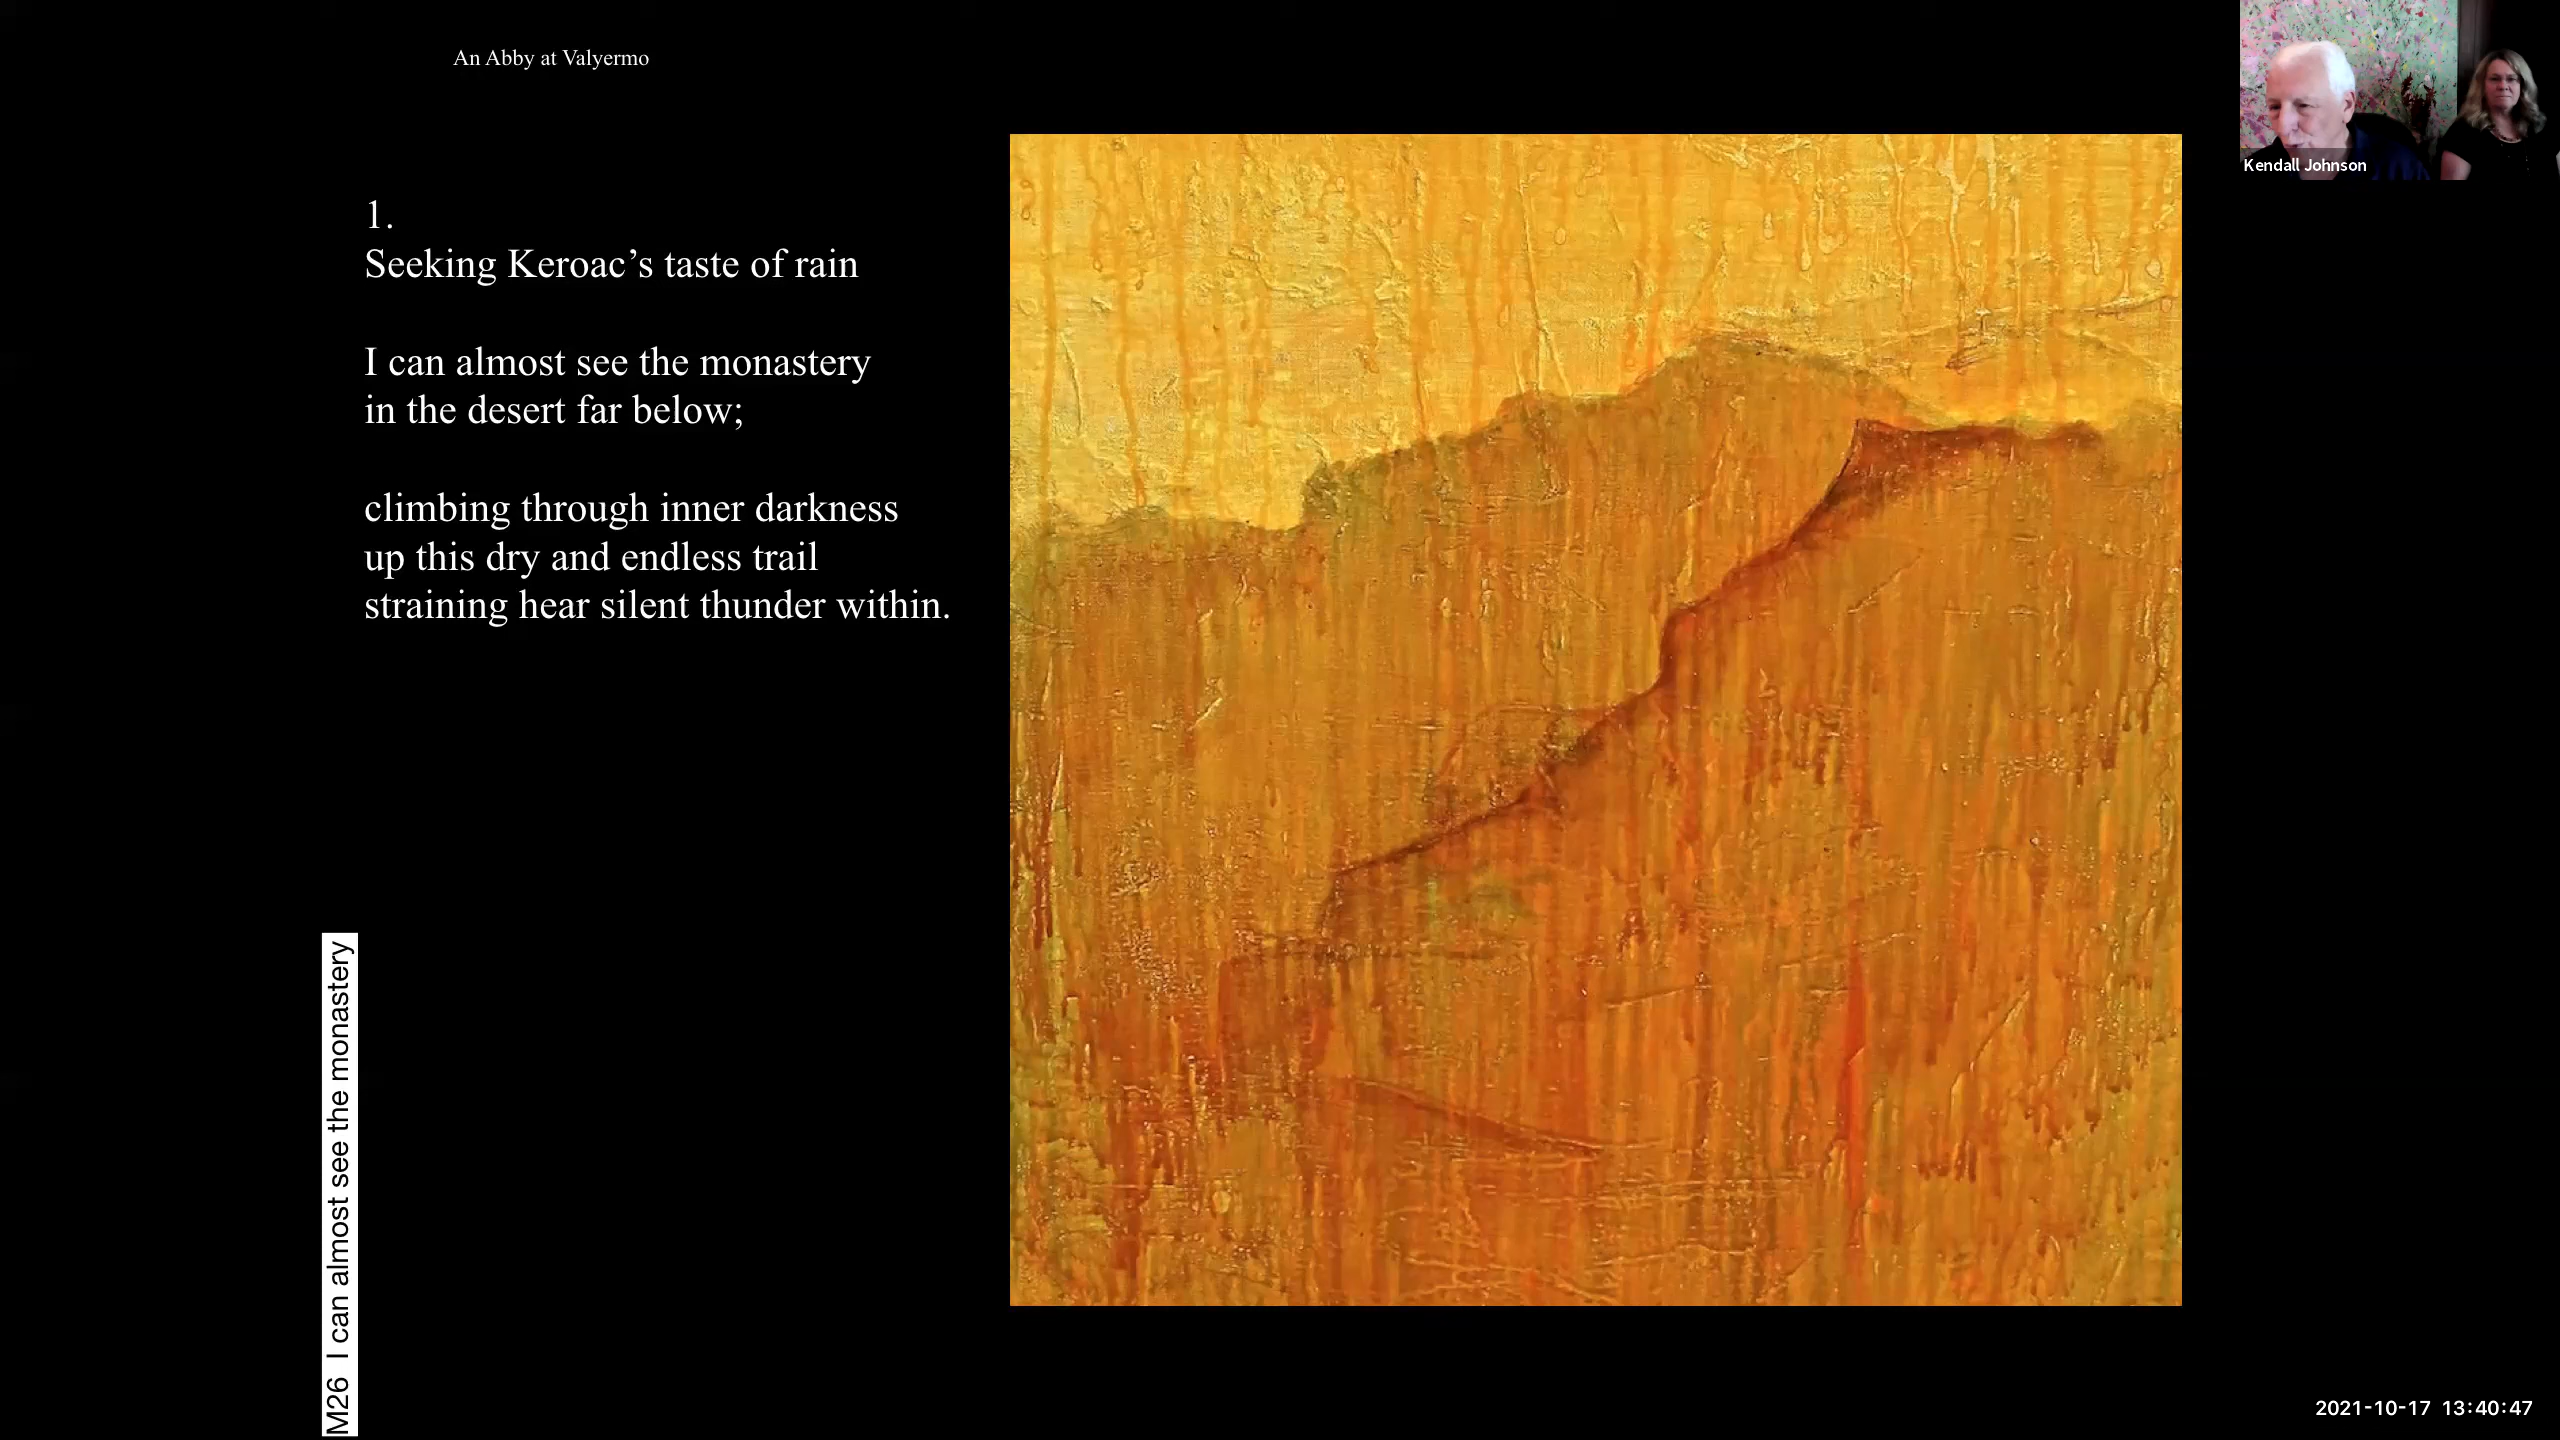 An Abby at Valyermo
1.
Seeking Keroac’s taste of rain
I can almost see the monastery
in the desert far below;
climbing through inner darkness
up this dry and endless trail
straining hear silent thunder within.
M26 I can almost see the monastery
Kendall Johnson
2021-10-17 13:40:47